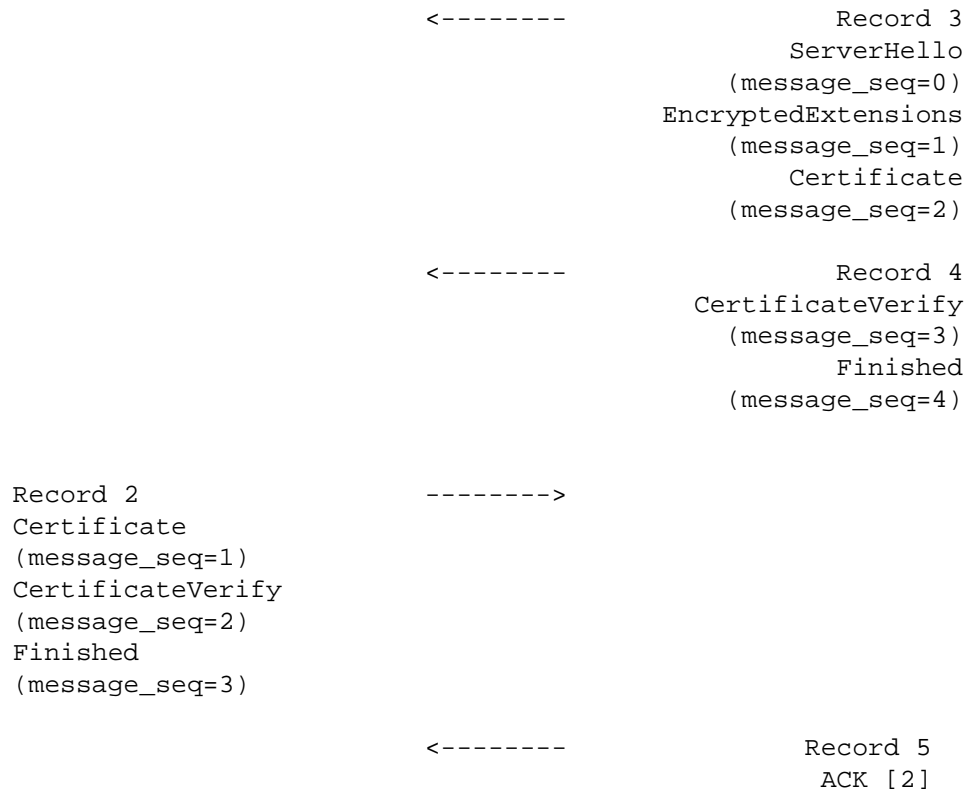 <-------- Record 3
ServerHello
(message_seq=0)
EncryptedExtensions
(message_seq=1)
Certificate
(message_seq=2)
<-------- Record 4
CertificateVerify
(message_seq=3)
Finished
(message_seq=4)
Record 2 -------->
Certificate
(message_seq=1)
CertificateVerify
(message_seq=2)
Finished
(message_seq=3)
<-------- Record 5
ACK [2]